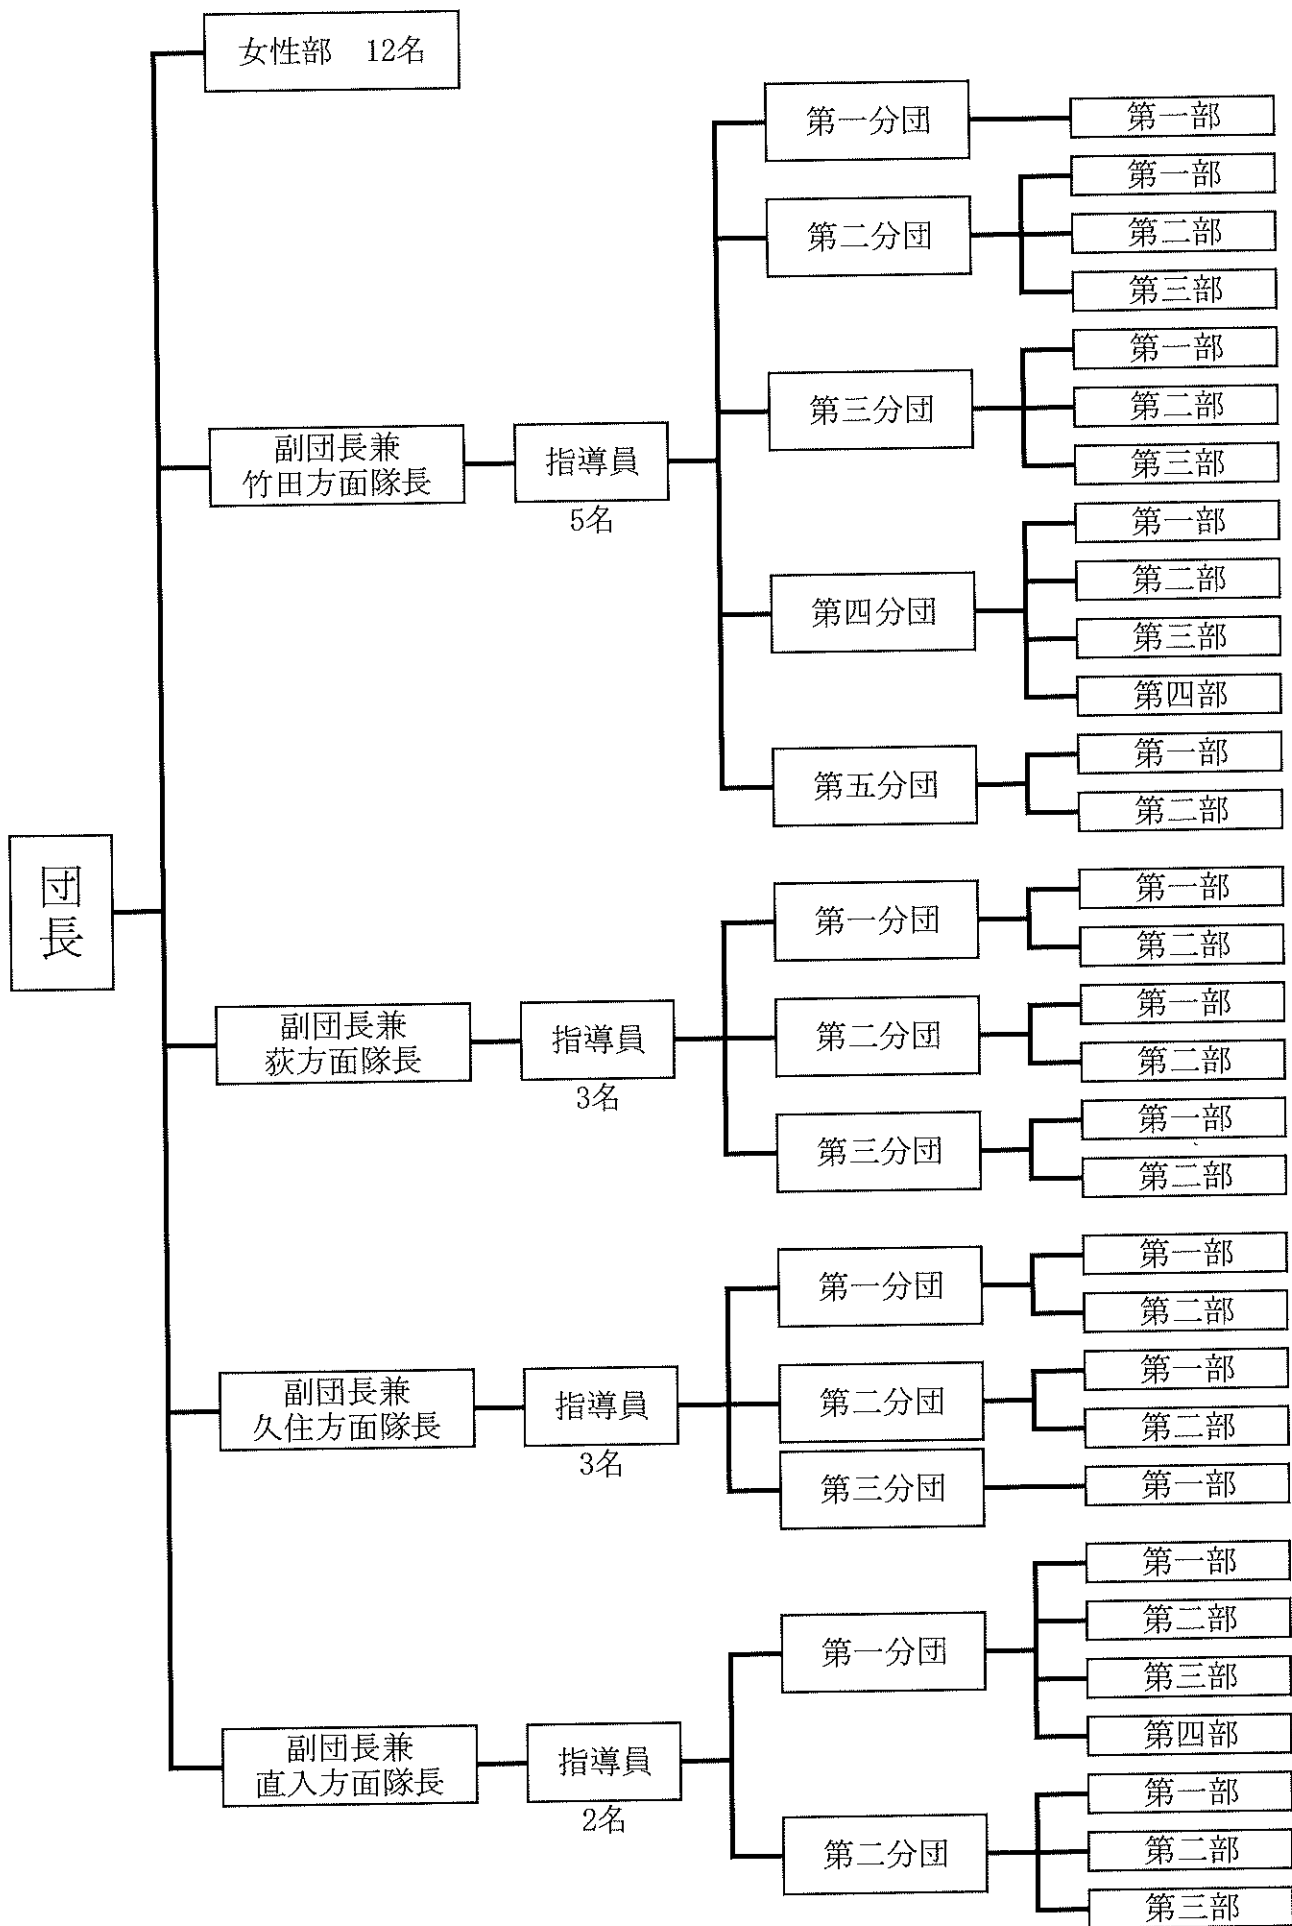 団長
女性部 12名
副団長兼
竹田方面隊長
指導員
5名
第一分団
第一部
第二分団
第一部
第二部
第三部
第三分団
第一部
第二部
第三部
第四分団
第一部
第二部
第三部
第四部
第五分団
第一部
第二部
副団長兼
荻方面隊長
指導員
3名
第一分団
第一部
第二部
第二分団
第一部
第二部
第三分団
第一部
第二部
副団長兼
久住方面隊長
指導員
3名
第一分団
第一部
第二部
第二分団
第一部
第二部
第三分団
第一部
副団長兼
直入方面隊長
指導員
2名
第一分団
第一部
第二部
第三部
第四部
第二分団
第一部
第二部
第三部